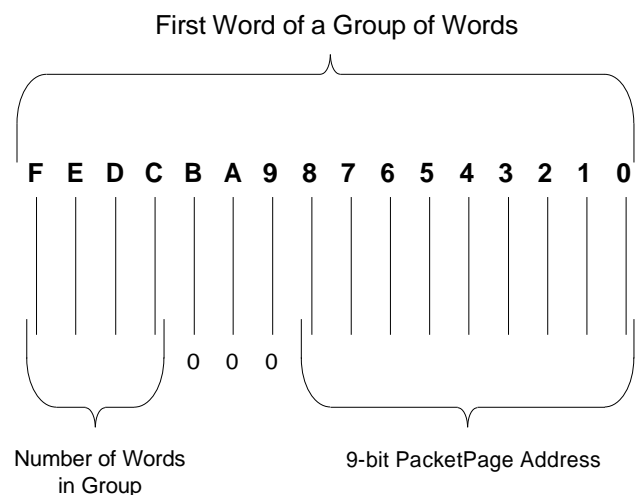 First Word of a Group of Words
F E D C B A 9 8 7 6 5 4 3 2 1 0
0 0 0
Number of Words
in Group
9-bit PacketPage Address